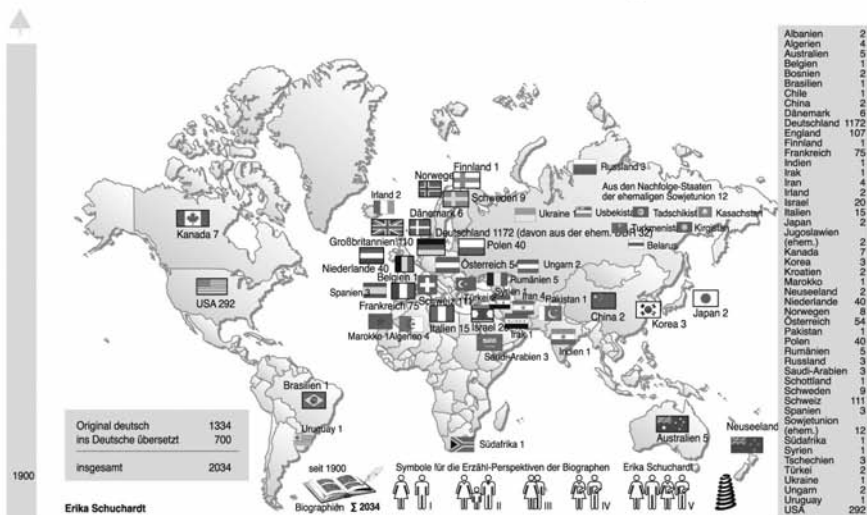 1900
Finnland 1
Russland 3
Norwege
Schweden 9
Aus den Nachfolge-Staaten
der ehemaligen Sowjetunion 12
Irland 2
Dänemark 6
Ukraine
Usbekist
Tadschikist
Kasachstan
Kanada 7
Deutschland 1172 (davon aus der ehem. DDR 32)
Turkmenist
Kirgistan
Großbritannien 110
Polen 40
Belarus
Niederlande 40
Belgien 1
Österreich 54
Ungarn 2
USA 292
Spanien 3
Rumänien 5
Syrien 1
Iran 4
Pakistan 1
Frankreich 75
Schweiz 111
China 2
Korea 3
Japan 2
Marokko 1
Algerien 4
Italien 15
Israel 2
Irak 1
Saudi-Arabien 3
Indien 1
Brasilien 1
Uruguay 1
Südafrika 1
Australien 5
Neuseeland
Original deutsch 1334
ins Deutsche übersetzt 700
insgesamt 2034
Erika Schuchardt
seit 1900
Biographien ∑ 2034
Symbole für die Erzähl-Perspektiven der Biographen
Erika Schuchardt
I
II
III
IV
V
Albanien 2
Algerien 4
Australien 5
Belgien 1
Bosnien 2
Brasilien 1
Chile 1
China 2
Dänemark 6
Deutschland 1172
England 107
Finnland 1
Frankreich 75
Indien 1
Irak 1
Iran 4
Irland 2
Israel 20
Italien 15
Japan 2
Jugoslawien
(ehem.) 2
Kanada 7
Korea 3
Kroatien 1
Marokko 1
Neuseeland 2
Niederlande 40
Norwegen 8
Österreich 54
Pakistan 1
Polen 40
Rumänien 5
Russland 3
Saudi-Arabien 3
Schottland 1
Schweden 9
Schweiz 111
Spanien 3
Sowjetunion
(ehem.) 12
Südafrika 1
Syrien 1
Tschechien 3
Türkei 2
Ukraine 1
Ungarn 2
Uruguay 1
USA 292